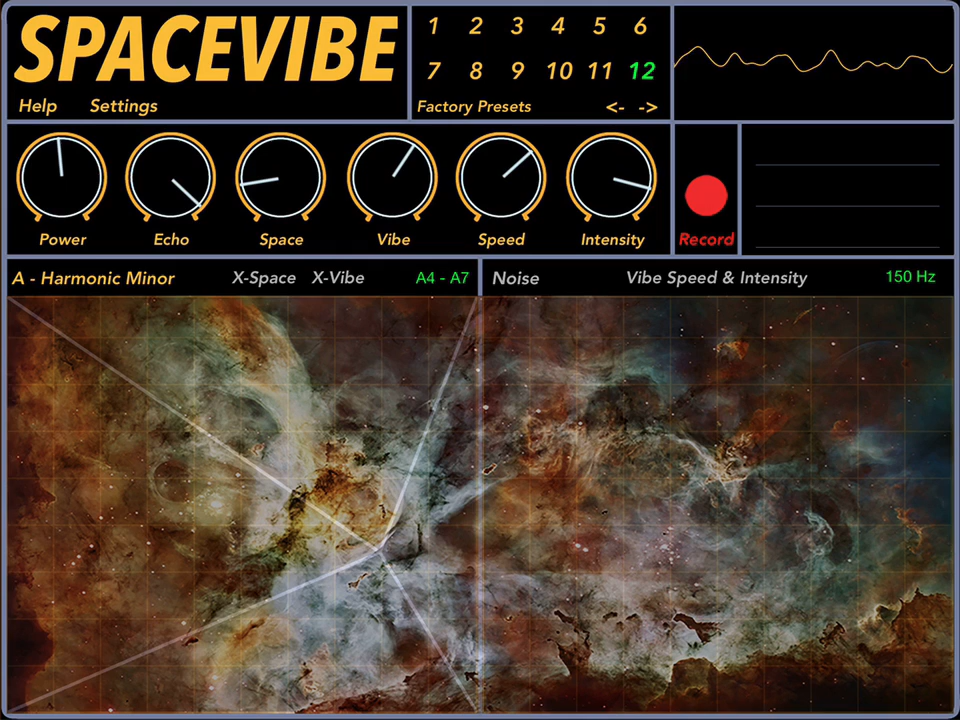 SPACEVIBE
Help Settings
1 2 3 4 5 6
7 8 9 10 11 12
Factory Presets <- ->
Power Echo Space Vibe Speed Intensity
Record
A - Harmonic Minor X-Space X-Vibe A4 - A7
Noise Vibe Speed & Intensity 150 Hz